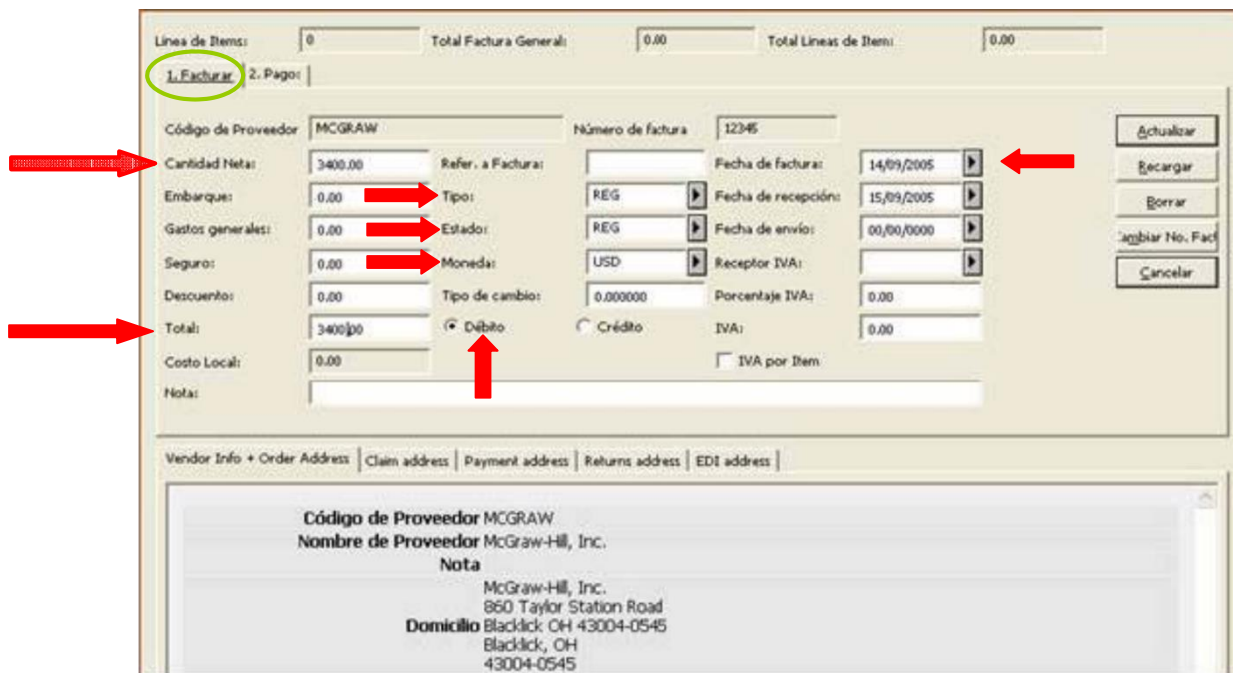 Linea de Items: 0 Total Factura General: 0.00 Total Lineas de Item: 0.00
1. Facturar 2. Pago:
Código de Proveedor MCGRAW Número de factura 12345 Actualizar
Cantidad Neta: 3400.00 Refer. a Factura: Fecha de factura: 14/09/2005 Recargar
Embarque: 0.00 Tipo: REG Fecha de recepción: 15/09/2005 Borrar
Gastos generales: 0.00 Estado: REG Fecha de envío: 00/00/0000 ambiar No. Fact
Seguro: 0.00 Moneda: USD Receptor IVA: Cancelar
Descuento: 0.00 Tipo de cambio: 0.000000 Porcentaje IVA: 0.00
Total: 3400.00 Débito Crédito IVA: 0.00
Costo Local: 0.00 IVA por Item
Nota:
Vendor Info + Order Address Claim address Payment address Returns address EDI address
Código de Proveedor MCGRAW
Nombre de Proveedor McGraw-Hill, Inc.
Nota
McGraw-Hill, Inc.
860 Taylor Station Road
Domicilio Blacklick OH 43004-0545
Blacklick, OH
43004-0545